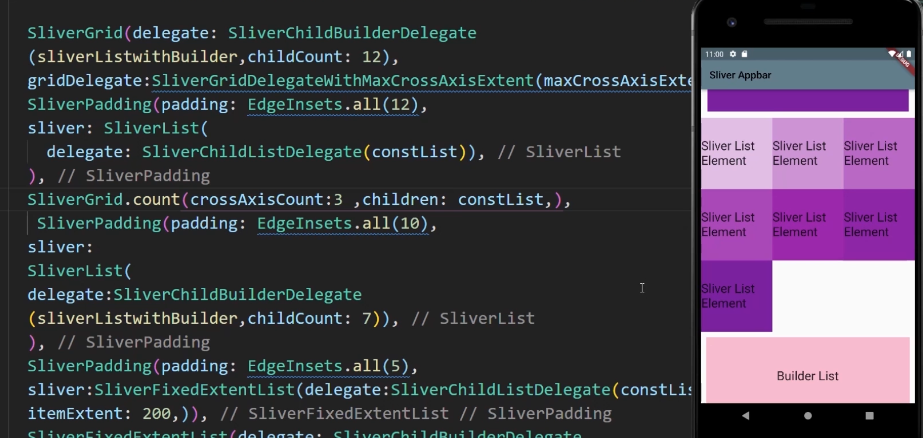 SliverGrid(delegate: SliverChildBuilderDelegate
(sliverListwithBuilder,childCount: 12),
gridDelegate:SliverGridDelegateWithMaxCrossAxisExtent(maxCrossAxisExte
SliverPadding(padding: EdgeInsets.all(12),
sliver: SliverList(
delegate: SliverChildListDelegate(constList)), // SliverList
), // SliverPadding
SliverGrid.count(crossAxisCount:3 ,children: constList,),
SliverPadding(padding: EdgeInsets.all(10),
sliver:
SliverList(
delegate:SliverChildBuilderDelegate
(sliverListwithBuilder,childCount: 7)), // SliverList
), // SliverPadding
SliverPadding(padding: EdgeInsets.all(5),
sliver:SliverFixedExtentList(delegate:SliverChildListDelegate(constLis
itemExtent: 200,)), // SliverFixedExtentList // SliverPadding
SliverFixedExtentList(delegate: SliverChildBuilderDelegate
11:00
Sliver Appbar
Sliver List
Element
Sliver List
Element
Sliver List
Element
Sliver List
Element
Sliver List
Element
Sliver List
Element
Sliver List
Element
Builder List